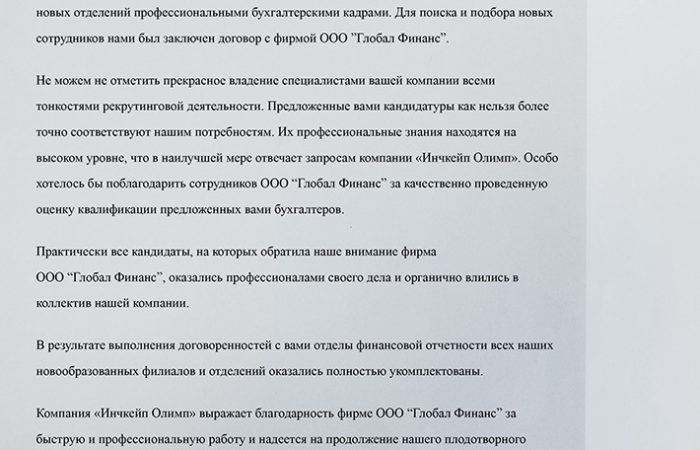 новых отделений профессиональными бухгалтерскими кадрами. Для поиска и подбора новых
сотрудников нами был заключен договор с фирмой ООО ”Глобал Финанс”.
Не можем не отметить прекрасное владение специалистами вашей компании всеми
тонкостями рекрутинговой деятельности. Предложенные вами кандидатуры как нельзя более
точно соответствуют нашим потребностям. Их профессиональные знания находятся на
высоком уровне, что в наилучшей мере отвечает запросам компании «Инчкейп Олимп». Особо
хотелось бы поблагодарить сотрудников ООО “Глобал Финанс” за качественно проведенную
оценку квалификации предложенных вами бухгалтеров.
Практически все кандидаты, на которых обратила наше внимание фирма
ООО “Глобал Финанс”, оказались профессионалами своего дела и органично влились в
коллектив нашей компании.
В результате выполнения договоренностей с вами отделы финансовой отчетности всех наших
новообразованных филиалов и отделений оказались полностью укомплектованы.
Компания «Инчкейп Олимп» выражает благодарность фирме ООО “Глобал Финанс” за
быструю и профессиональную работу и надеется на продолжение нашего плодотворного